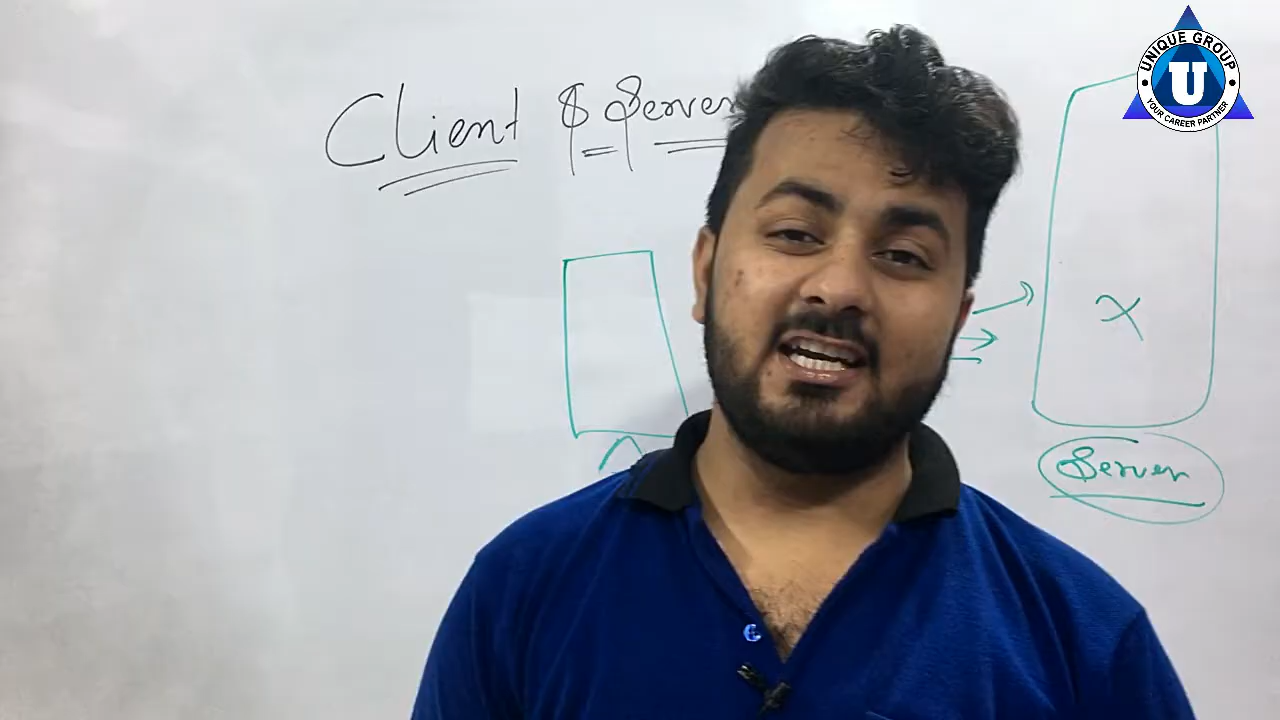 Client & Server
UNIQUE GROUP
U
YOUR CAREER PARTNER
X
Server